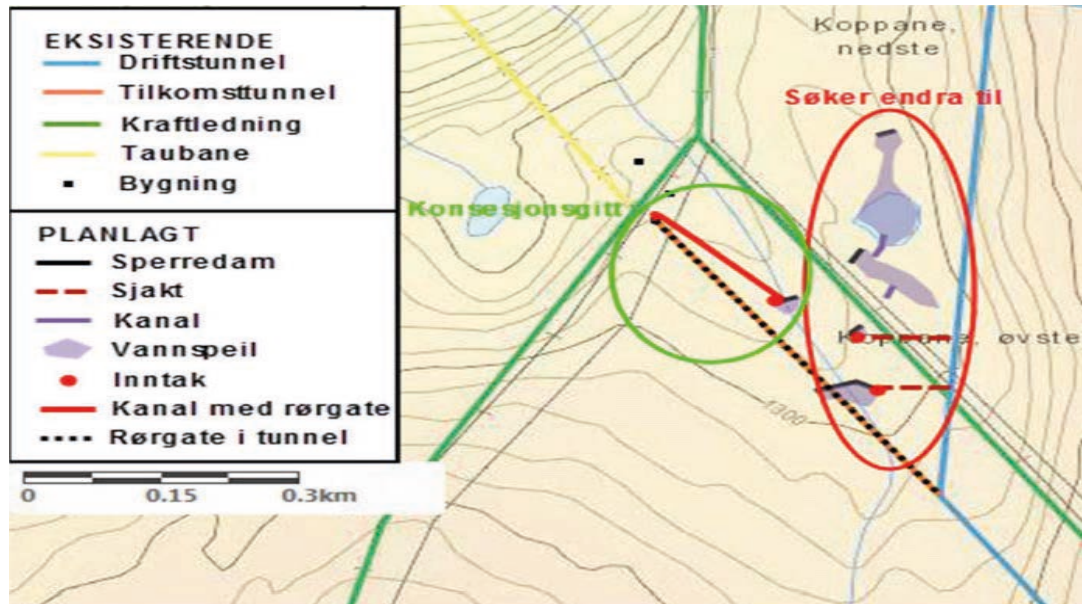 EKSISTERENDE
Driftstunnel
Tilkomsttunnel
Kraftledning
Taubane
Bygning
PLANLAGT
Sperredam
Sjakt
Kanal
Vannspeil
Inntak
Kanal med rørgate
Rørgate i tunnel
0 0.15 0.3km
Koppane,
nedste
Søker endra til
Konsesjonsgitt
Koppane, øvste
1300